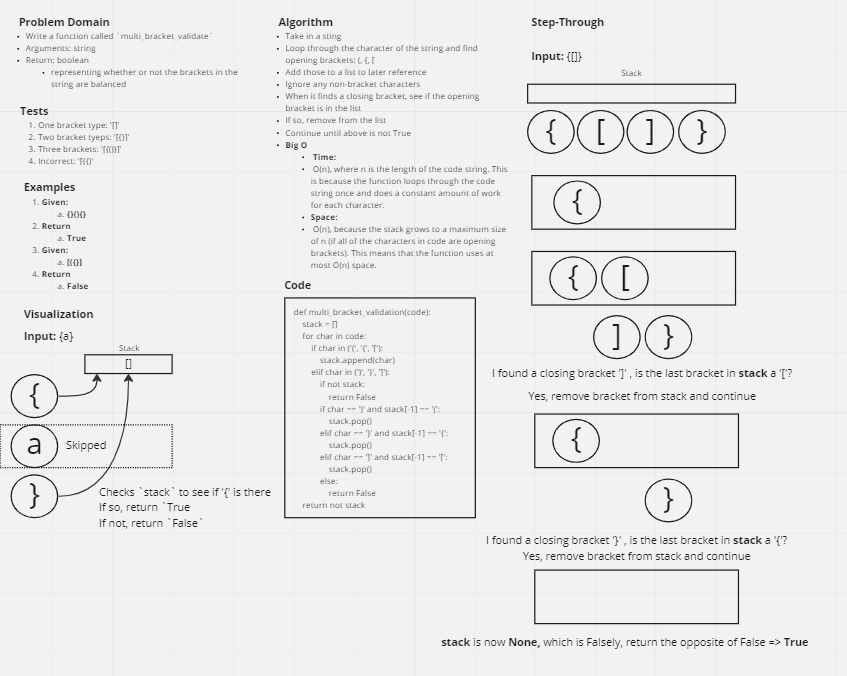 Problem Domain
• Write a function called `multi_bracket_validate`
• Arguments: string
• Return: boolean
• representing whether or not the brackets in the
string are balanced
Tests
1. One bracket type: '[]'
2. Two bracket tyeps: '[{}]'
3. Three brackets: '[{()}]'
4. Incorrect: '[{(}'
Examples
1. Given:
a. {}(){}
2. Return
a. True
3. Given:
a. [({}]
4. Return
a. False
Visualization
Input: {a}
Stack
[]
{
a
Skipped
}
Checks `stack` to see if '{' is there
If so, return `True
If not, return `False`
Algorithm
• Take in a sting
• Loop through the character of the string and find
opening brackets: (, {, [
• Add those to a list to later reference
• Ignore any non-bracket characters
• When it finds a closing bracket, see if the opening
bracket is in the list
• If so, remove from the list
• Continue until above is not True
• Big O
• Time:
• O(n), where n is the length of the code string. This
is because the function loops through the code
string once and does a constant amount of work
for each character.
• Space:
• O(n), because the stack grows to a maximum size
of n (if all of the characters in code are opening
brackets). This means that the function uses at
most O(n) space.
Code
def multi_bracket_validation(code):
stack = []
for char in code:
if char in ('(', '{', '['):
stack.append(char)
elif char in (')', '}', ']'):
if not stack:
return False
if char == ')' and stack[-1] == '(':
stack.pop()
elif char == '}' and stack[-1] == '{':
stack.pop()
elif char == ']' and stack[-1] == '[':
stack.pop()
else:
return False
return not stack
Step-Through
Input: {[]}
Stack
{ [ ] }
{
{ [
] }
I found a closing bracket ']' , is the last bracket in stack a '['?
Yes, remove bracket from stack and continue
{
}
I found a closing bracket '}' , is the last bracket in stack a '{'?
Yes, remove bracket from stack and continue
stack is now None, which is Falsely, return the opposite of False => True